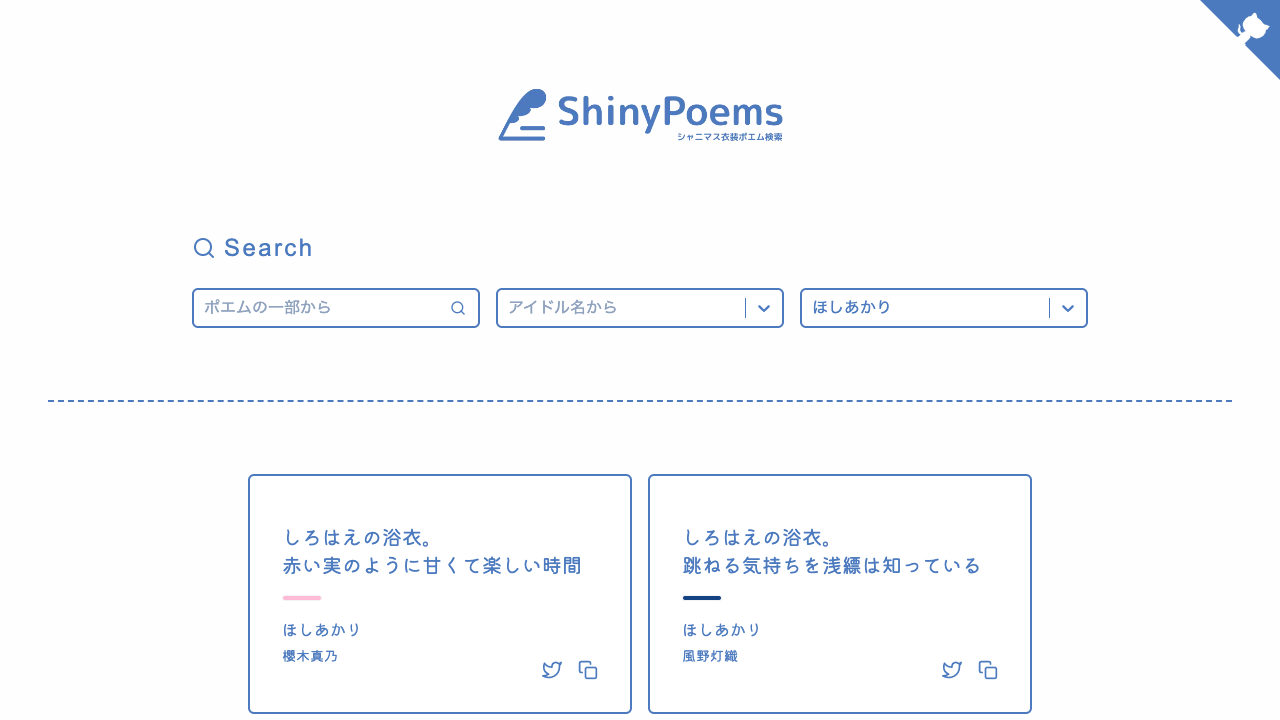 ShinyPoems
シャニマス衣装ポエム検索
Search
ポエムの一部から
アイドル名から
ほしあかり
しろはえの浴衣。
赤い実のように甘くて楽しい時間
ほしあかり
櫻木真乃
しろはえの浴衣。
跳ねる気持ちを浅縹は知っている
ほしあかり
風野灯織